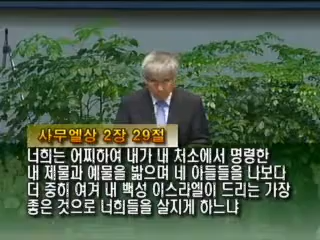 사무엘상 2장 29절
너희는 어찌하여 내가 내 처소에서 명령한
내 제물과 예물을 밟으며 네 아들들을 나보다
더 중히 여겨 내 백성 이스라엘이 드리는 가장
좋은 것으로 너희들을 살지게 하느냐